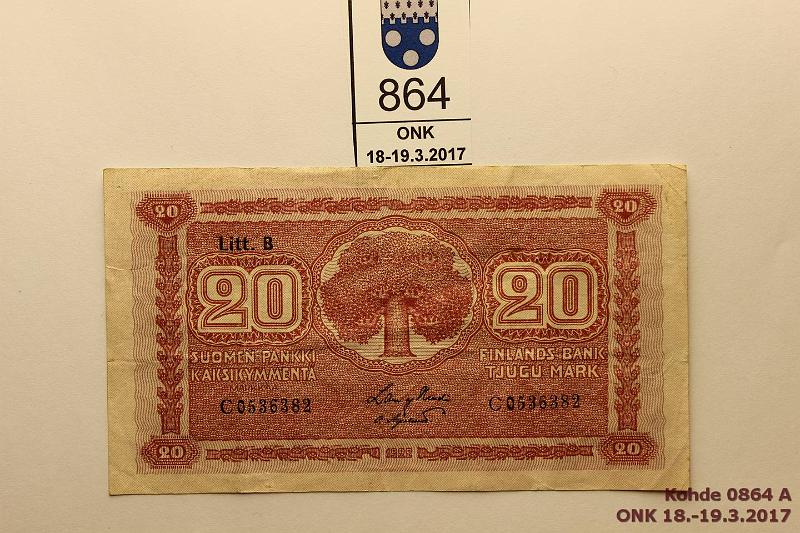 864
ONK
18-19.3.2017
20 20
Litt. B
20 20
SUOMEN PANKKI FINLANDS BANK
KAKSIKYMMENTÄ TJUGU MARK
C0536382 C0536382
20 20
Kohde 0864 A
ONK 18.-19.3.2017